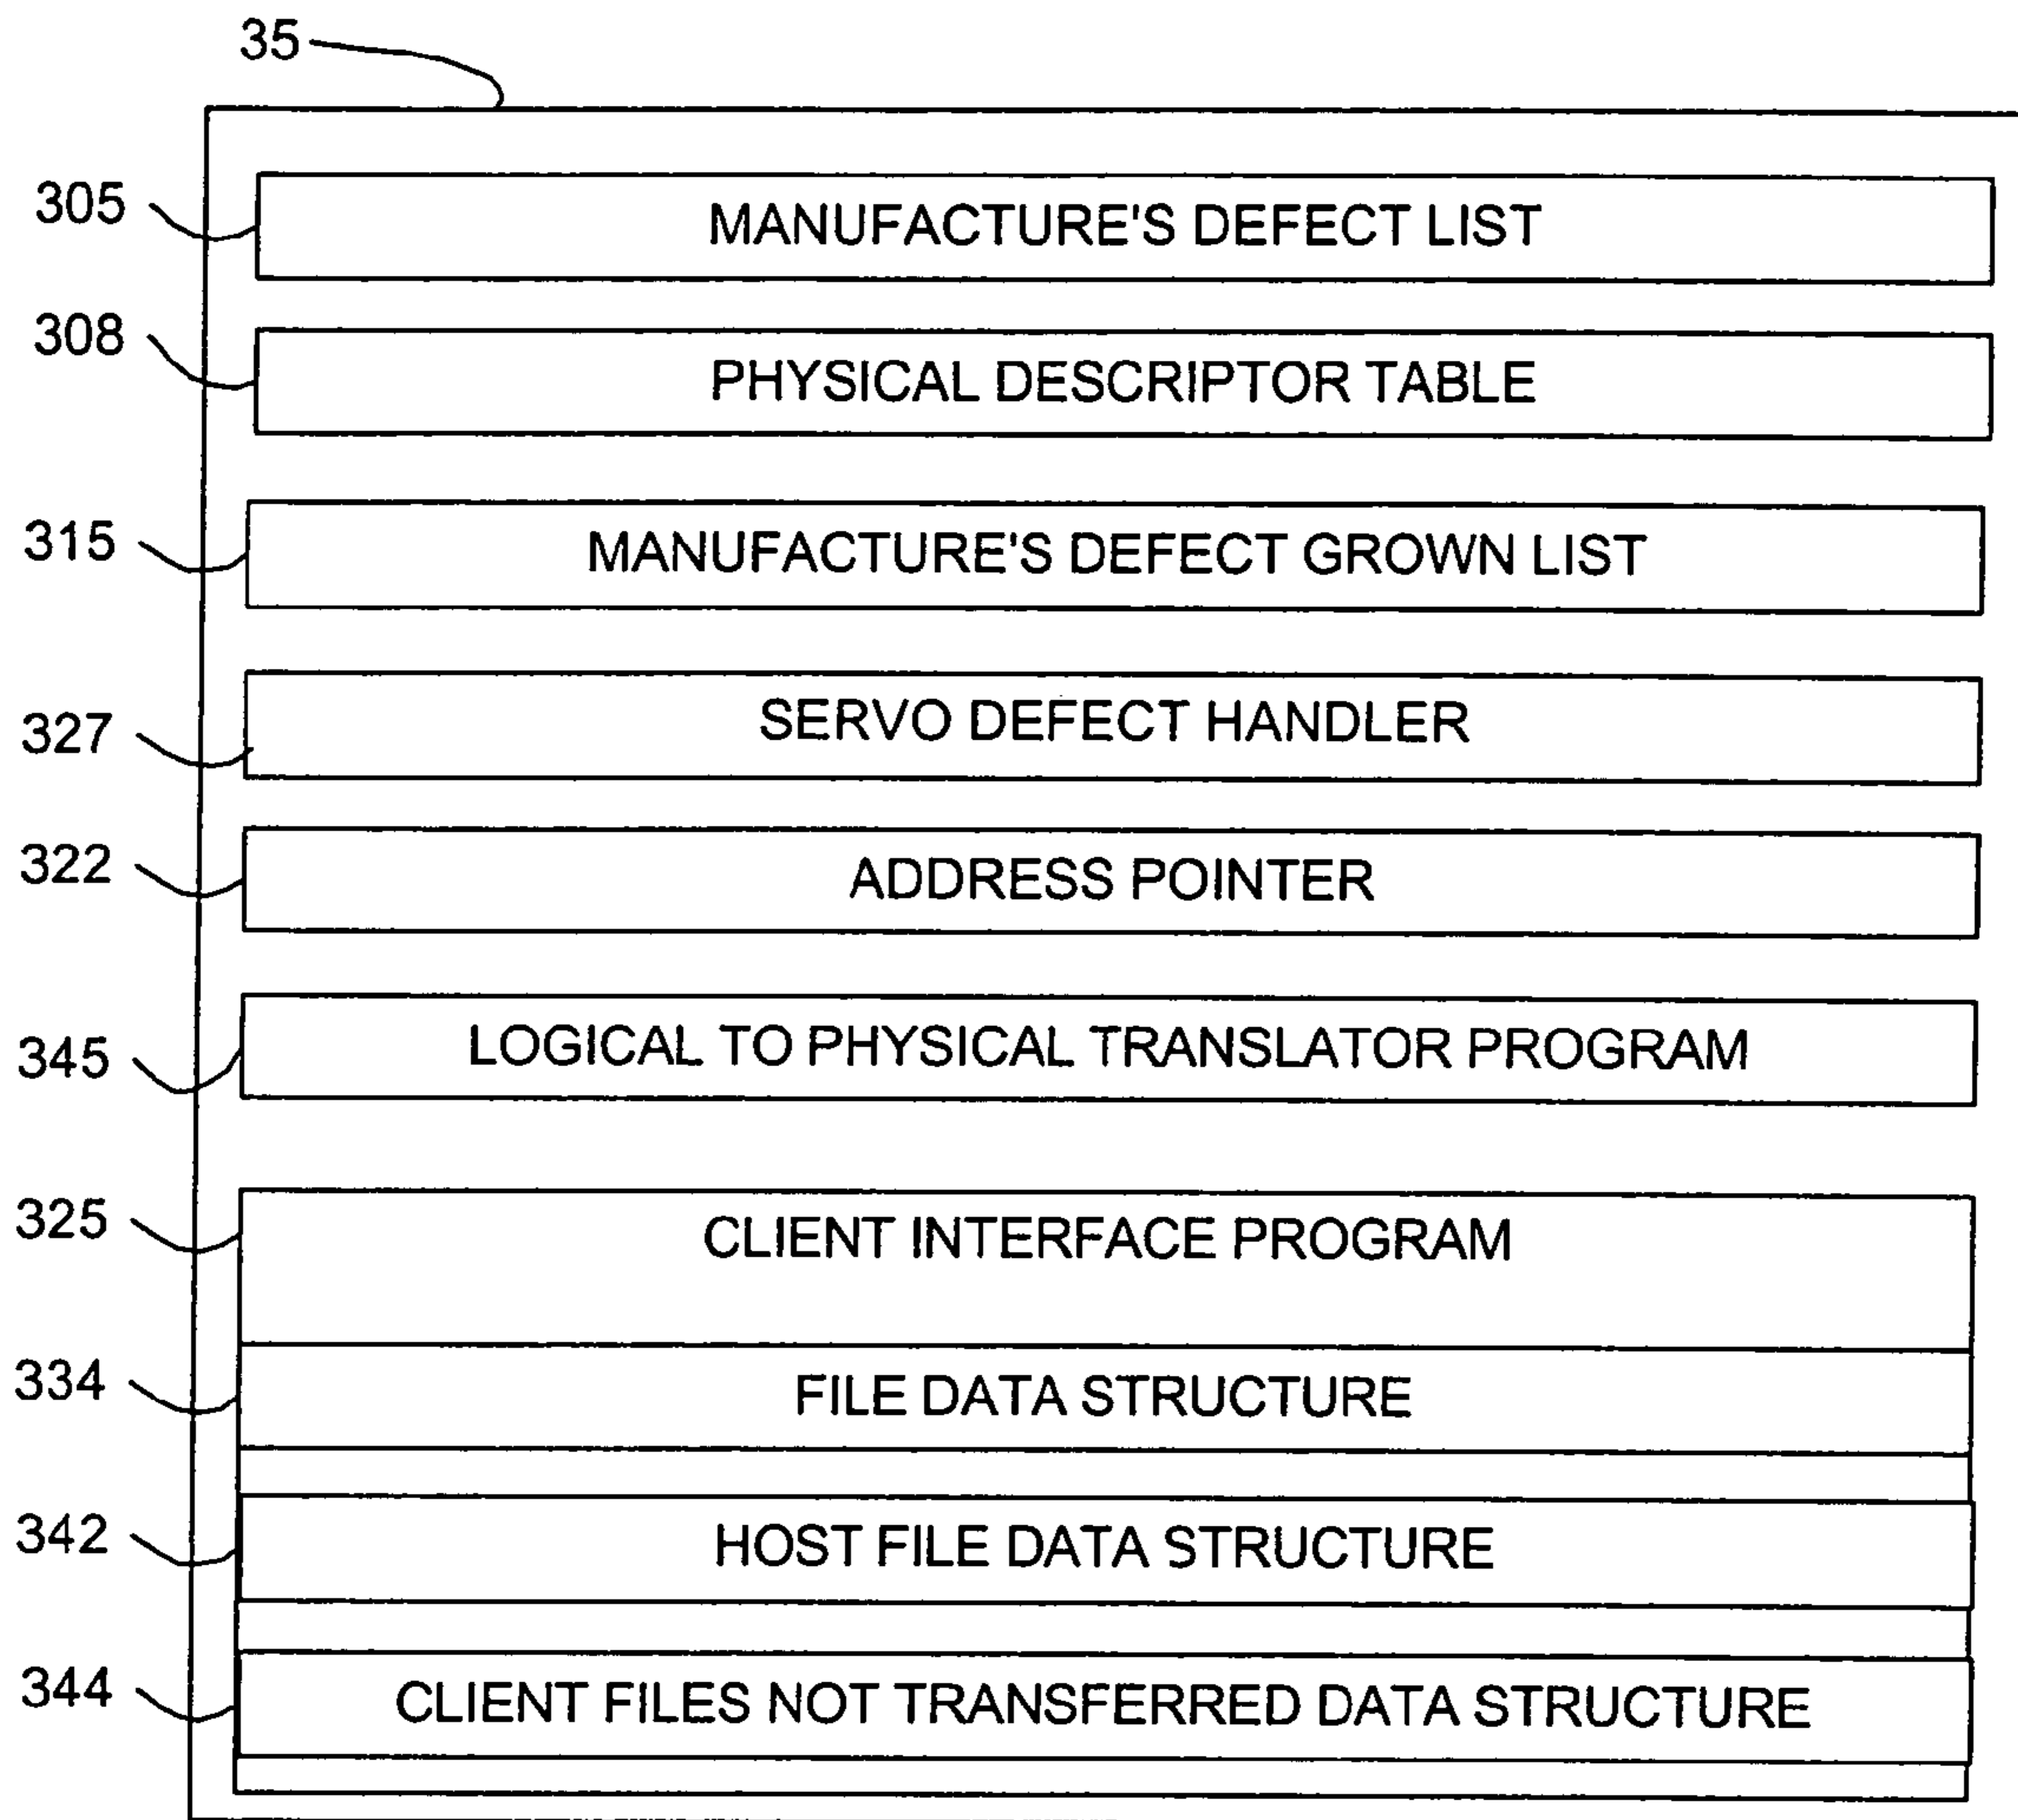 35
305 MANUFACTURE'S DEFECT LIST
308 PHYSICAL DESCRIPTOR TABLE
315 MANUFACTURE'S DEFECT GROWN LIST
327 SERVO DEFECT HANDLER
322 ADDRESS POINTER
345 LOGICAL TO PHYSICAL TRANSLATOR PROGRAM
325 CLIENT INTERFACE PROGRAM
334 FILE DATA STRUCTURE
342 HOST FILE DATA STRUCTURE
344 CLIENT FILES NOT TRANSFERRED DATA STRUCTURE